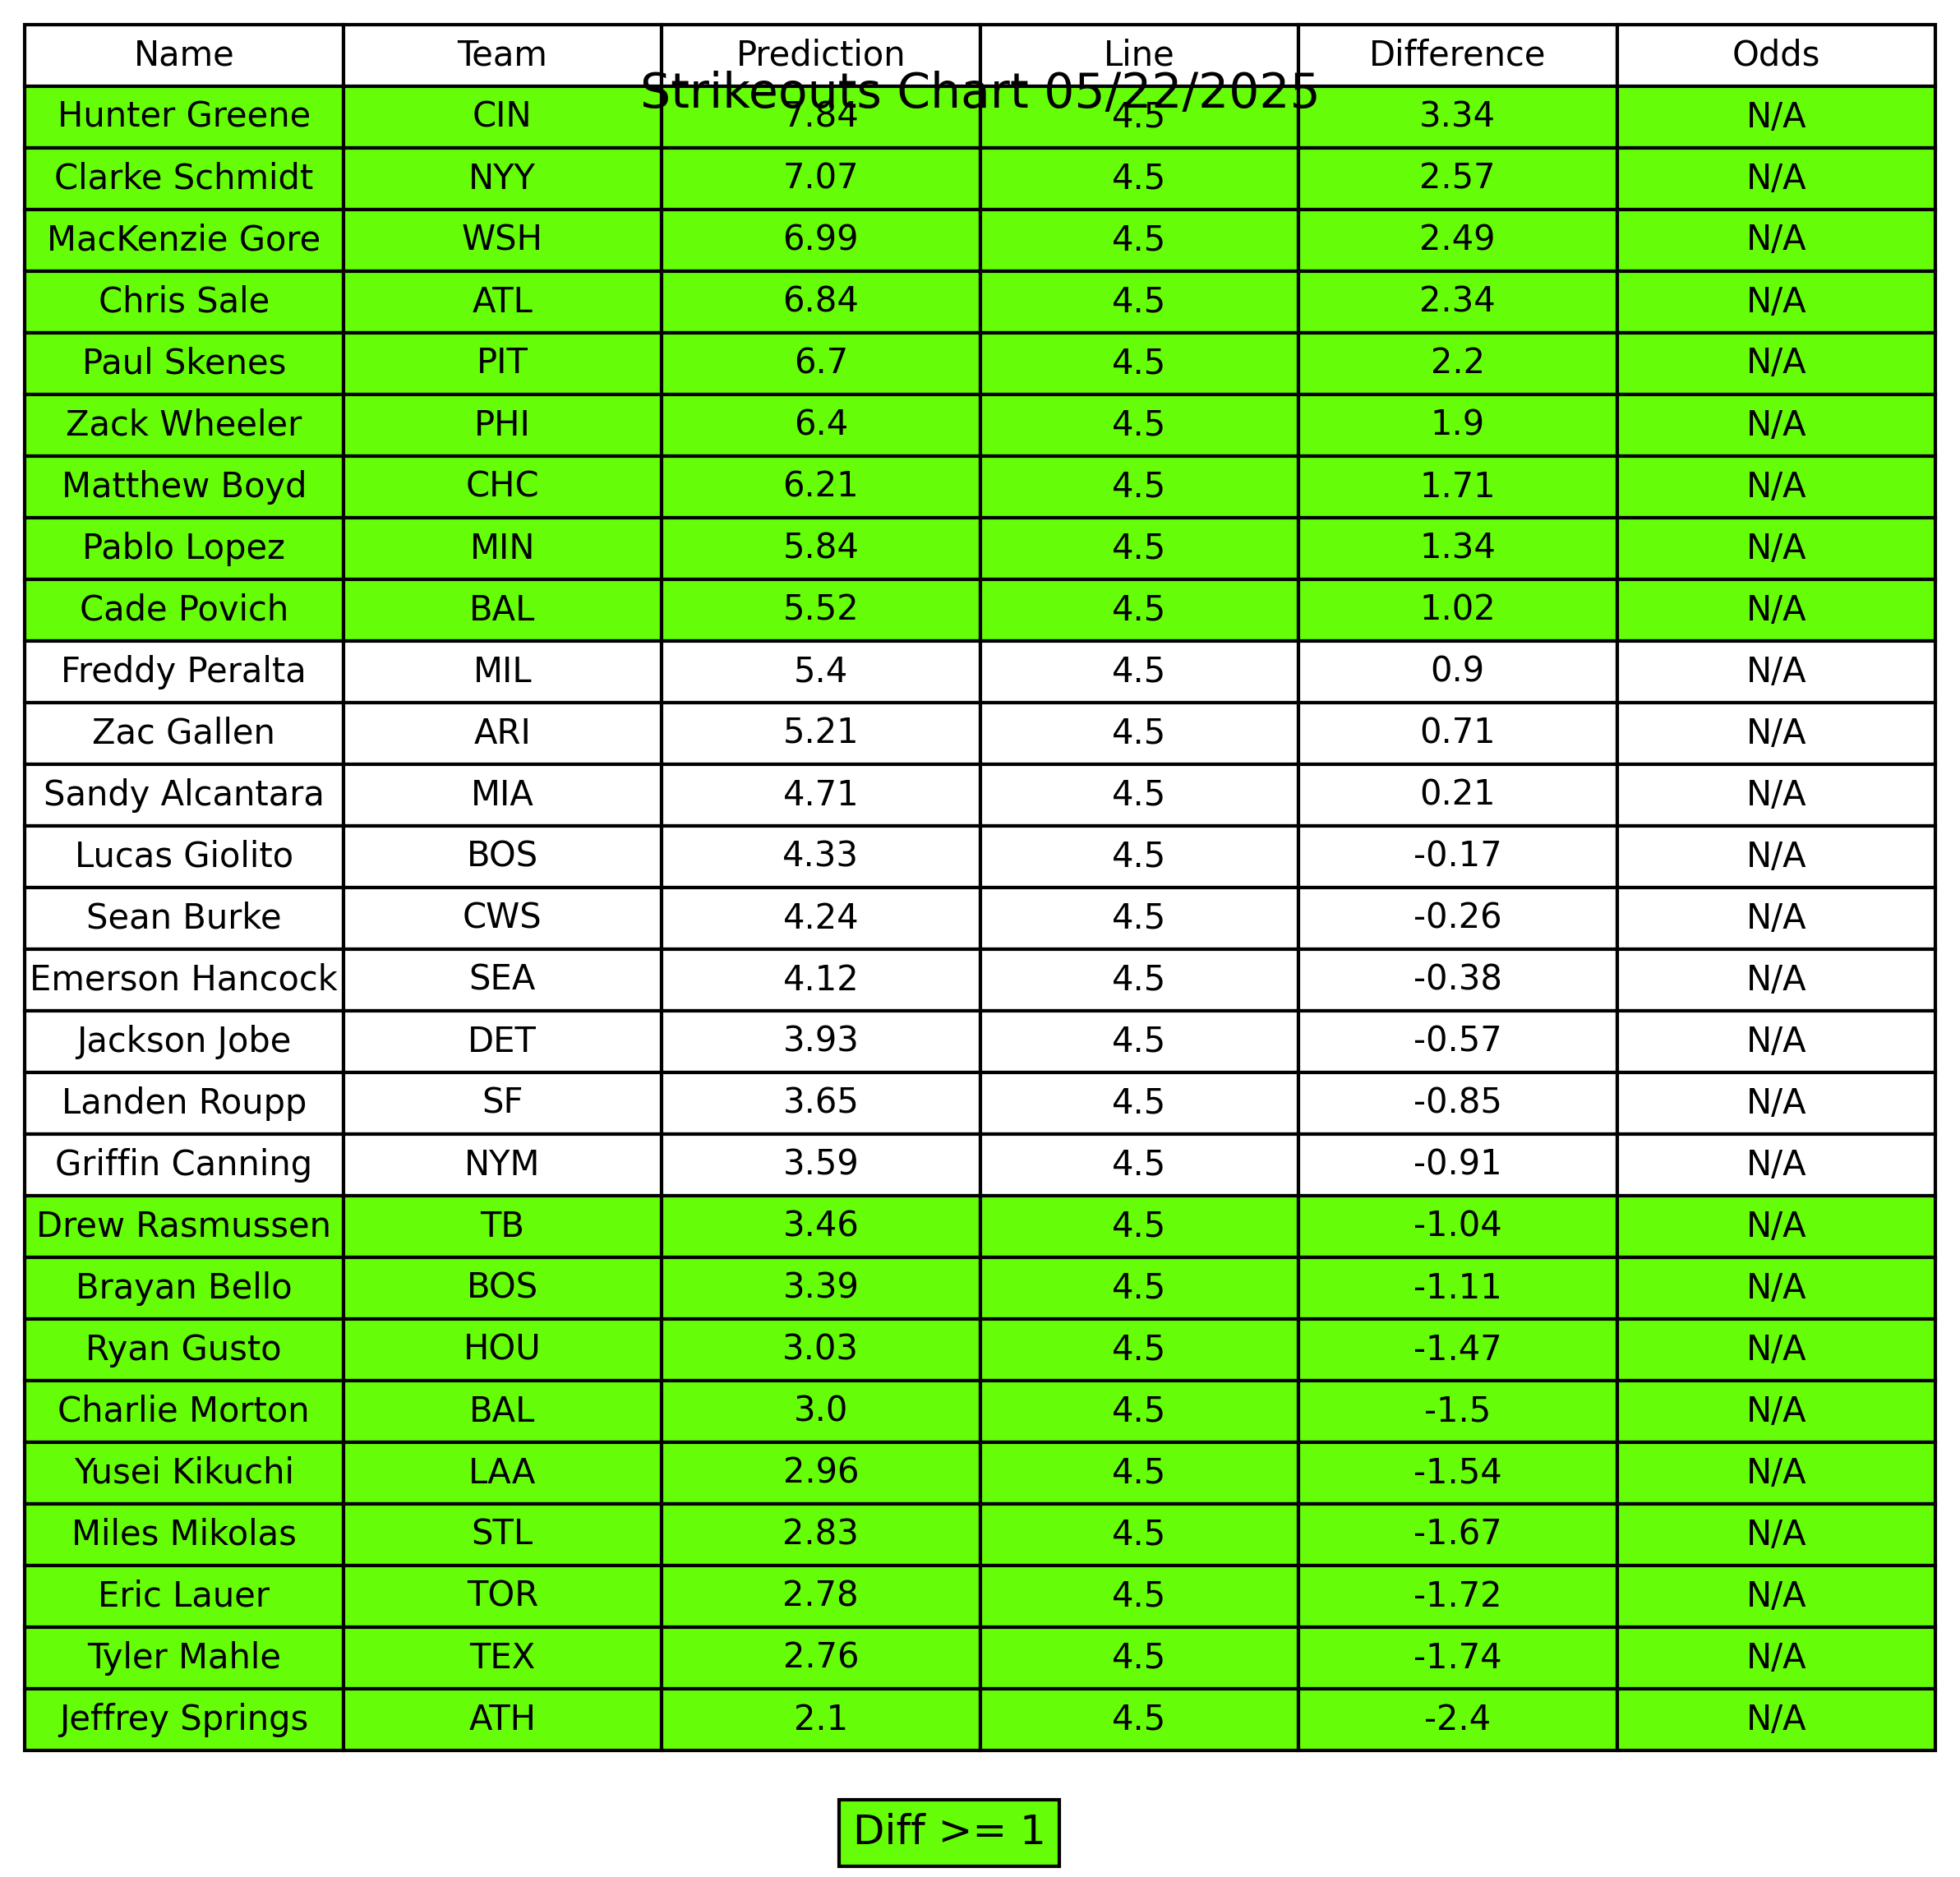 Name Team Prediction Line Difference Odds
Strikeouts Chart 05/22/2025
Hunter Greene CIN 7.84 4.5 3.34 N/A
Clarke Schmidt NYY 7.07 4.5 2.57 N/A
MacKenzie Gore WSH 6.99 4.5 2.49 N/A
Chris Sale ATL 6.84 4.5 2.34 N/A
Paul Skenes PIT 6.7 4.5 2.2 N/A
Zack Wheeler PHI 6.4 4.5 1.9 N/A
Matthew Boyd CHC 6.21 4.5 1.71 N/A
Pablo Lopez MIN 5.84 4.5 1.34 N/A
Cade Povich BAL 5.52 4.5 1.02 N/A
Freddy Peralta MIL 5.4 4.5 0.9 N/A
Zac Gallen ARI 5.21 4.5 0.71 N/A
Sandy Alcantara MIA 4.71 4.5 0.21 N/A
Lucas Giolito BOS 4.33 4.5 -0.17 N/A
Sean Burke CWS 4.24 4.5 -0.26 N/A
Emerson Hancock SEA 4.12 4.5 -0.38 N/A
Jackson Jobe DET 3.93 4.5 -0.57 N/A
Landen Roupp SF 3.65 4.5 -0.85 N/A
Griffin Canning NYM 3.59 4.5 -0.91 N/A
Drew Rasmussen TB 3.46 4.5 -1.04 N/A
Brayan Bello BOS 3.39 4.5 -1.11 N/A
Ryan Gusto HOU 3.03 4.5 -1.47 N/A
Charlie Morton BAL 3.0 4.5 -1.5 N/A
Yusei Kikuchi LAA 2.96 4.5 -1.54 N/A
Miles Mikolas STL 2.83 4.5 -1.67 N/A
Eric Lauer TOR 2.78 4.5 -1.72 N/A
Tyler Mahle TEX 2.76 4.5 -1.74 N/A
Jeffrey Springs ATH 2.1 4.5 -2.4 N/A
Diff >= 1